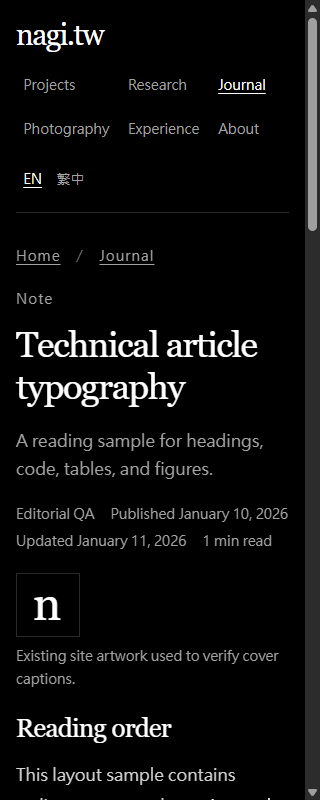 nagi.tw
Projects Research Journal
Photography Experience About
EN 繁中
Home / Journal
Note
Technical article
typography
A reading sample for headings,
code, tables, and figures.
Editorial QA Published January 10, 2026
Updated January 11, 2026 1 min read
n
Existing site artwork used to verify cover
captions.
Reading order
This layout sample contains